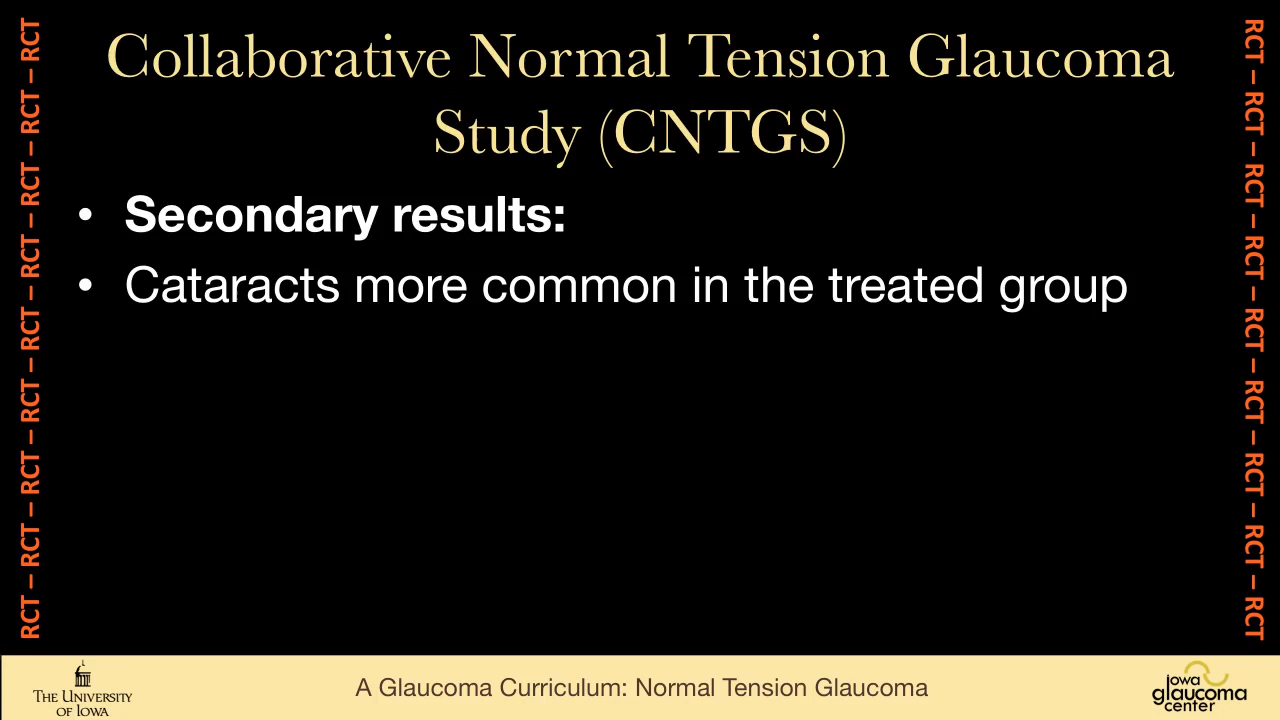 Collaborative Normal Tension Glaucoma
Study (CNTGS)
• Secondary results:
• Cataracts more common in the treated group
RCT – RCT – RCT – RCT – RCT – RCT – RCT – RCT – RCT
RCT – RCT – RCT – RCT – RCT – RCT – RCT – RCT – RCT
THE UNIVERSITY
OF IOWA
A Glaucoma Curriculum: Normal Tension Glaucoma
iowa
glaucoma
center